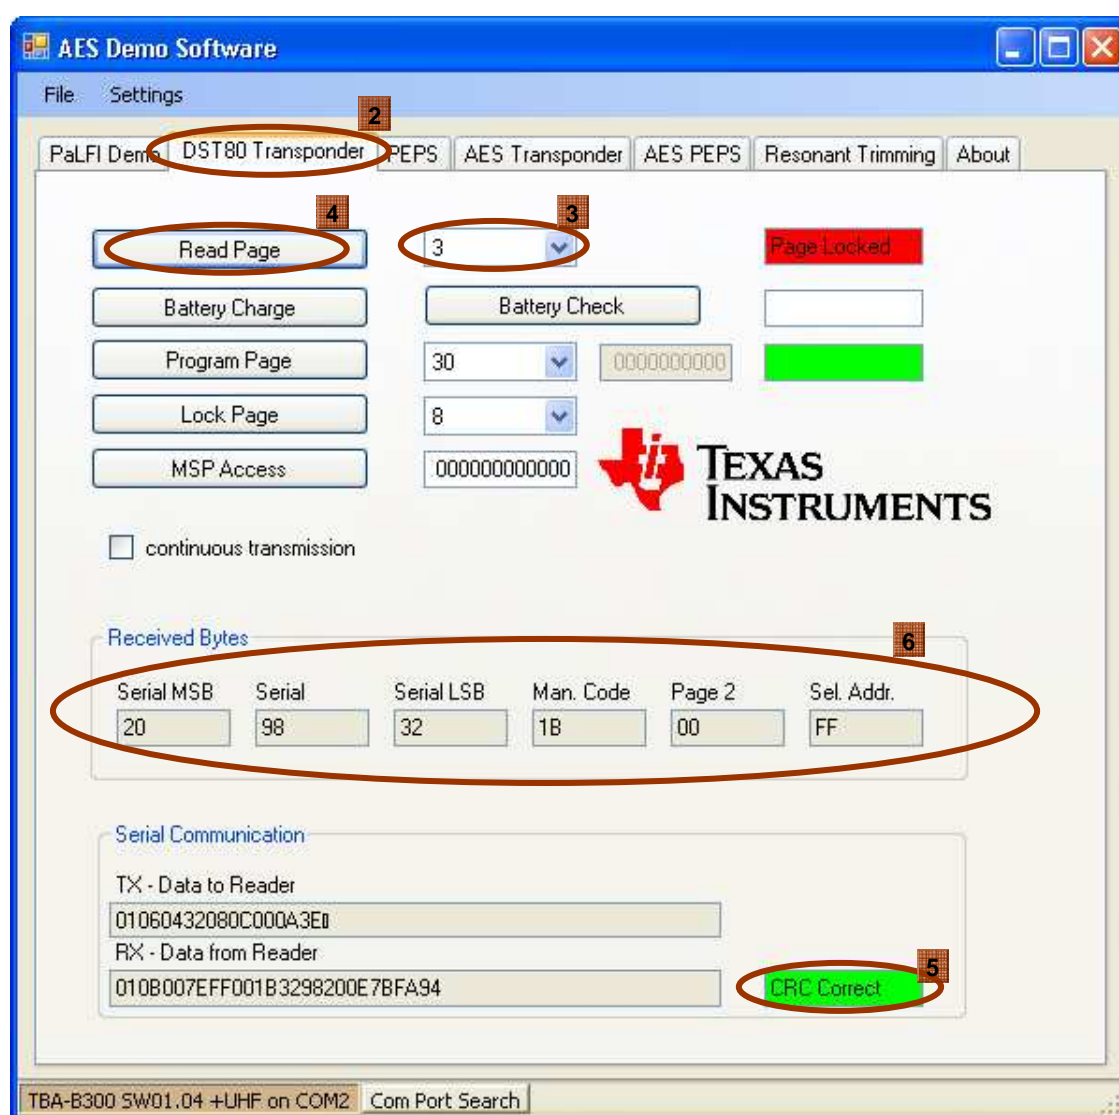 AES Demo Software
File Settings
2
PaLFI Demo DST80 Transponder PEPS AES Transponder AES PEPS Resonant Trimming About
4 3
Read Page 3 Page Locked
Battery Charge Battery Check
Program Page 30 0000000000
Lock Page 8
MSP Access 000000000000
TEXAS
INSTRUMENTS
continuous transmission
Received Bytes
6
Serial MSB Serial Serial LSB Man. Code Page 2 Sel. Addr.
20 98 32 1B 00 FF
Serial Communication
TX - Data to Reader
01060432080C000A3E
RX - Data from Reader
5
010B007EFF001B3298200E7BFA94 CRC Correct
TBA-B300 SW01.04 +UHF on COM2 Com Port Search